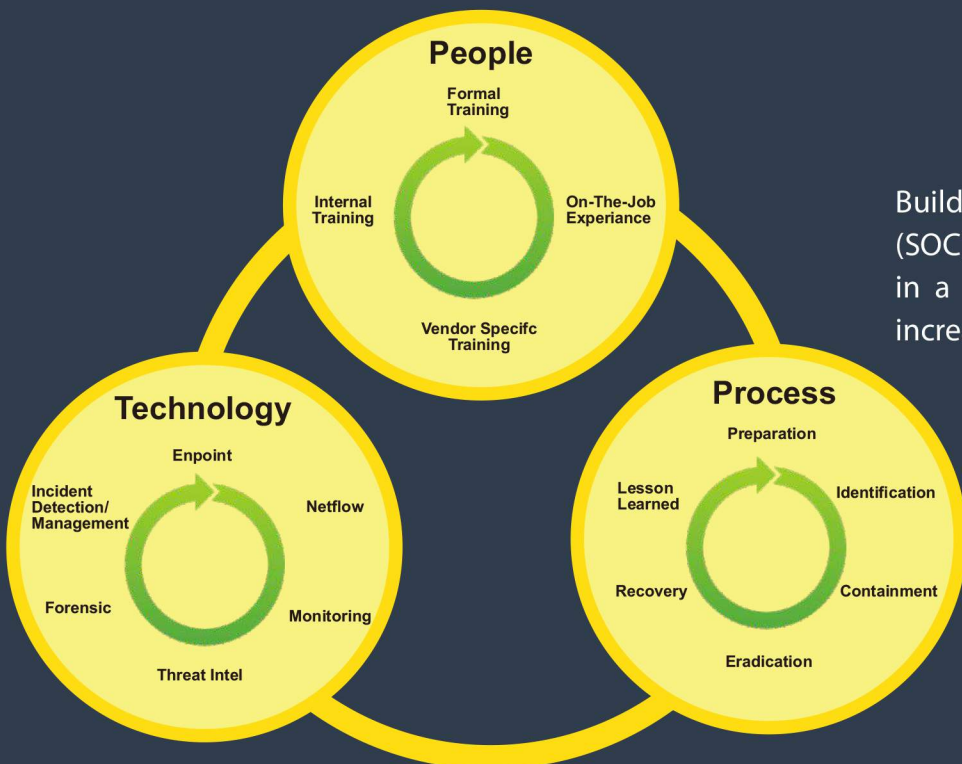 People
Formal
Training
Internal
Training
On-The-Job
Experiance
Vendor Specifc
Training
Build
(SOC
in a
incre
Technology
Enpoint
Incident
Detection/
Management
Netflow
Forensic
Monitoring
Threat Intel
Process
Preparation
Lesson
Learned
Identification
Recovery
Containment
Eradication